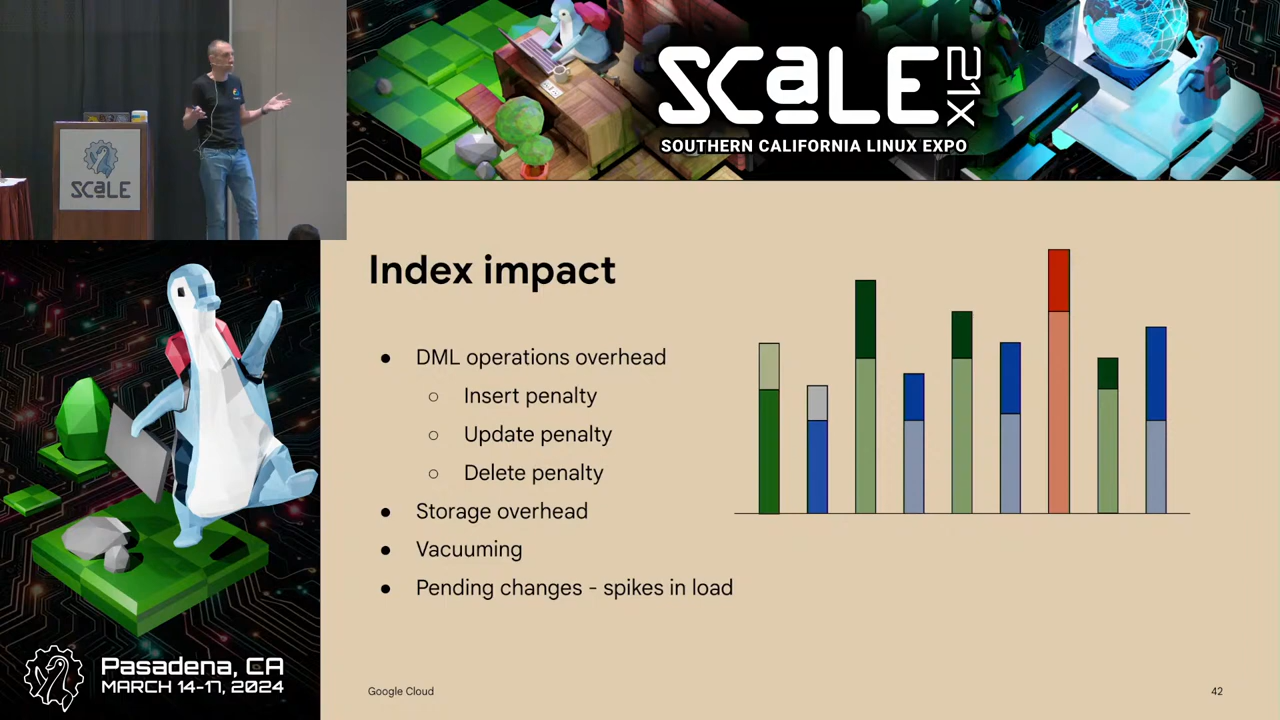 SCaLE
21X
SOUTHERN CALIFORNIA LINUX EXPO
SCaLE
Index impact
● DML operations overhead
○ Insert penalty
○ Update penalty
○ Delete penalty
● Storage overhead
● Vacuuming
● Pending changes - spikes in load
Pasadena, CA
MARCH 14-17, 2024
Google Cloud
42